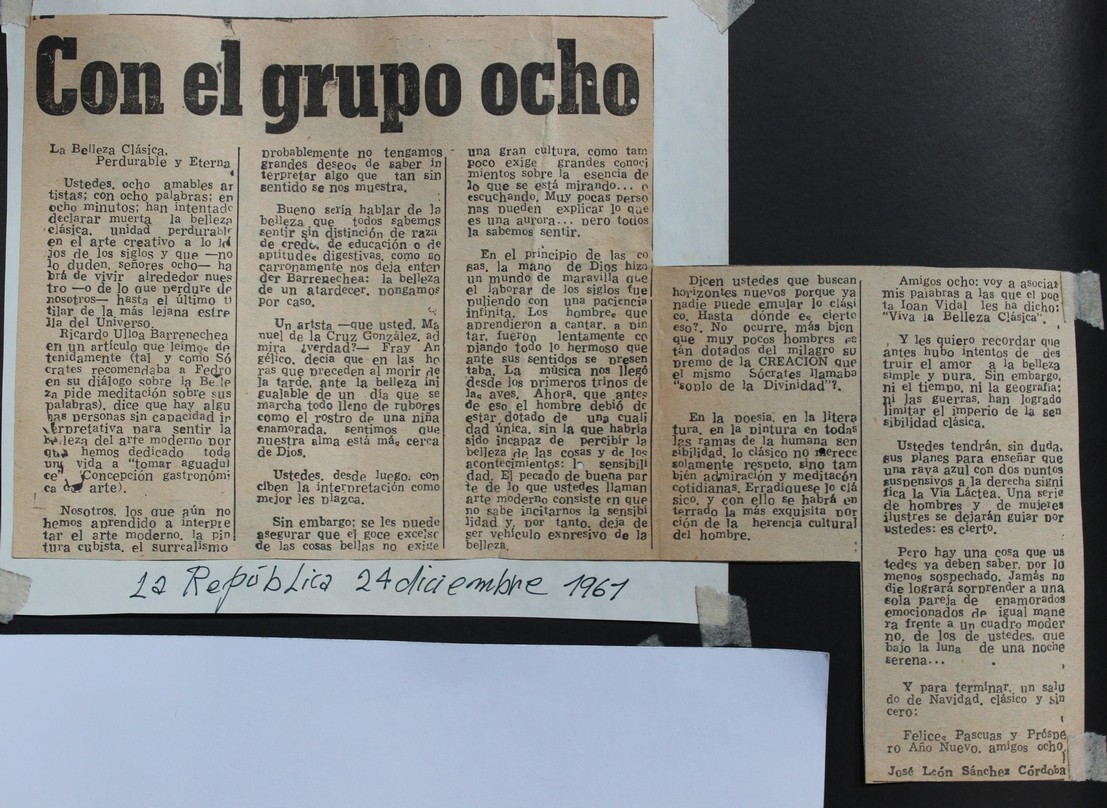 Con el grupo ocho
La Belleza Clásica.
Perdurable y Eterna
Ustedes, ocho amables ar
tistas; con ocho palabras; en
ocho minutos; han intentado
declarar muerta la belleza
clásica, unidad perdurable
en el arte creativo a lo le
jos de los siglos y que —no
lo duden, señores ocho— ha
brá de vivir alrededor nues
tro —o de lo que perdure de
nosotros— hasta el último ti
tilar de la más lejana estre
lla del Universo.
Ricardo Ulloa Barrenechea
en un artículo que leímos de
tenidamente (tal y como Só
crates recomendaba a Fedro
en su diálogo sobre la Belle
za pide meditación sobre sus
palabras), dice que hay algu
nas personas sin capacidad in
terpretativa para sentir la
belleza del arte moderno por
que hemos dedicado toda
una vida a "tomar aguadul
ce" (Concepción gastronómi
ca del arte).
Nosotros, los que aún no
hemos aprendido a interpre
tar el arte moderno, la pin
tura cubista, el surrealismo
probablemente no tengamos
grandes deseos de saber in
terpretar algo que tan sin
sentido se nos muestra.
Bueno sería hablar de la
belleza que todos sabemos
sentir sin distinción de raza
de credo, de educación o de
aptitudes digestivas, como so
carronamente nos deja enten
der Barrenechea: la belleza
de un atardecer, pongamos
por caso.
Un artista —que usted, Ma
nuel de la Cruz González, ad
mira ¿verdad?— Fray An
gélico, decía que en las ho
ras que preceden al morir de
la tarde, ante la belleza ini
gualable de un día que se
marcha todo lleno de rubores
como el rostro de una niña
enamorada, sentimos que
nuestra alma está más cerca
de Dios.
Ustedes, desde luego, con
ciben la interpretación como
mejor les plazca.
Sin embargo; se les puede
asegurar que el goce excelso
de las cosas bellas no exige
una gran cultura, como tam
poco exige grandes conoci
mientos sobre la esencia de
lo que se está mirando... o
escuchando. Muy pocas perso
nas pueden explicar lo que
es una aurora... pero todos
la sabemos sentir.
En el principio de las co
sas, la mano de Dios hizo
un mundo de maravilla que
el laborar de los siglos fue
puliendo con una paciencia
infinita. Los hombres que
aprendieron a cantar, a pin
tar, fueron lentamente co
piando todo lo hermoso que
ante sus sentidos se presen
taba. La música nos llegó
desde los primeros trinos de
las aves. Ahora, que antes
de eso el hombre debió de
estar dotado de una cuali
dad única, sin la que habría
sido incapaz de percibir la
belleza de las cosas y de los
acontecimientos: la sensibili
dad. El pecado de buena par
te de lo que ustedes llaman
arte moderno consiste en que
no sabe incitarnos la sensibi
lidad y, por tanto, deja de
ser vehículo expresivo de la
belleza.
Dicen ustedes que buscan
horizontes nuevos porque ya
nadie puede emular lo clási
co. Hasta dónde es cierto
eso?. No ocurre, más bien
que muy pocos hombres es
tán dotados del milagro su
premo de la CREACION que
el mismo Sócrates llamaba
"soplo de la Divinidad"?.
En la poesía, en la litera
tura, en la pintura en todas
las ramas de la humana sen
sibilidad, lo clásico no merece
solamente respeto, sino tam
bién admiración y meditación
cotidianas. Erradíquese lo clá
sico, y con ello se habrá en
terrado la más exquisita por
ción de la herencia cultural
del hombre.
Amigos ocho: voy a asociar
mis palabras a las que el poe
ta Joan Vidal les ha dicho:
"Viva la Belleza Clásica".
Y les quiero recordar que
antes hubo intentos de des
truir el amor a la belleza
simple y pura. Sin embargo,
ni el tiempo, ni la geografía;
ni las guerras, han logrado
limitar el imperio de la sen
sibilidad clásica.
Ustedes tendrán, sin duda,
sus planes para enseñar que
una raya azul con dos puntos
suspensivos a la derecha signi
fica la Vía Láctea. Una serie
de hombres y de mujeres
ilustres se dejarán guiar por
ustedes: es cierto.
Pero hay una cosa que us
tedes ya deben saber, por lo
menos sospechado. Jamás na
die logrará sorprender a una
sola pareja de enamorados
emocionados de igual mane
ra frente a un cuadro moder
no, de los de ustedes, que
bajo la luna de una noche
serena...
Y para terminar, un salu
do de Navidad, clásico y sin
cero:
Felices Pascuas y Próspe
ro Año Nuevo, amigos ocho
José León Sánchez Córdoba
La República 24 diciembre 1961